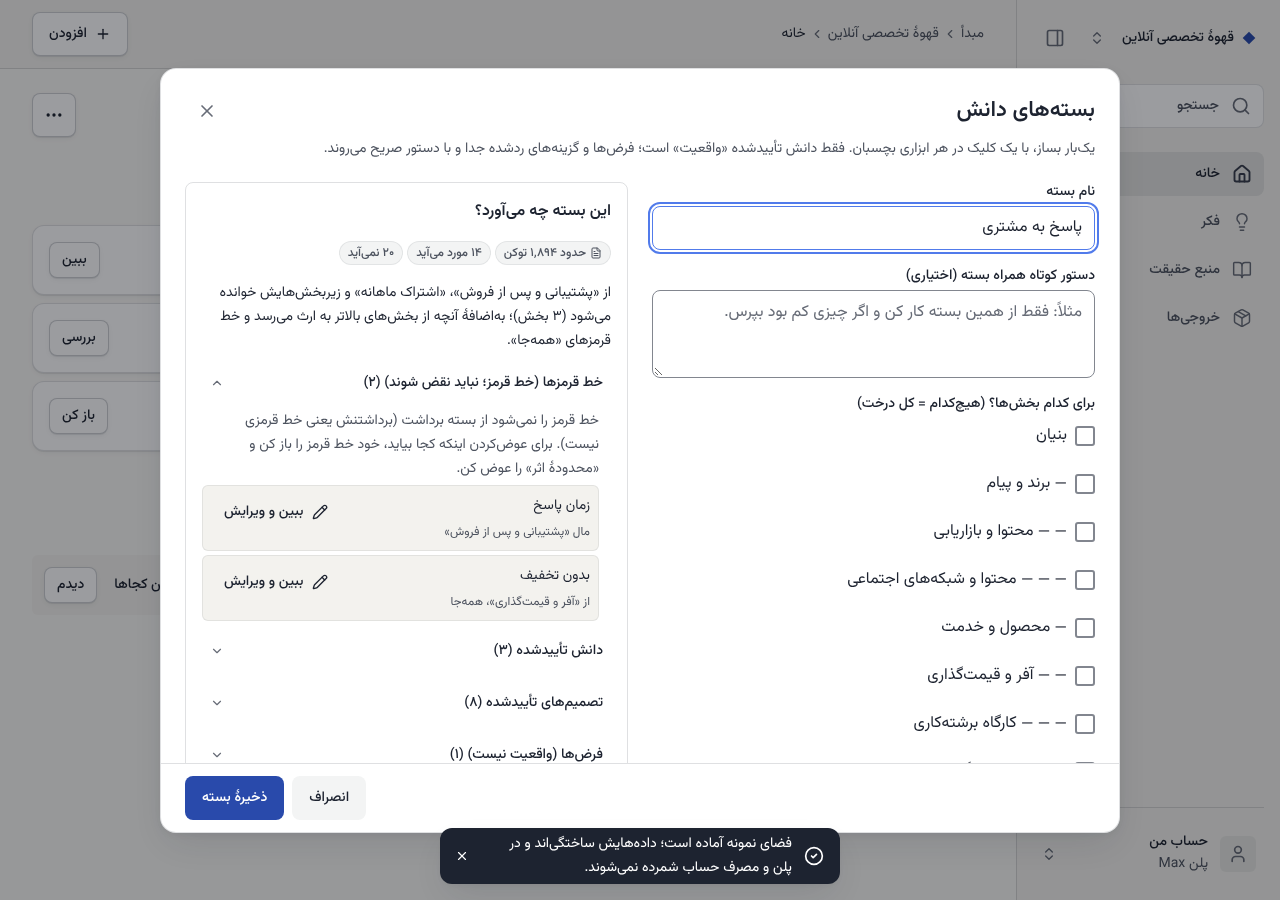 قهوهٔ تخصصی آنلاین
مبدأ › قهوهٔ تخصصی آنلاین › خانه
+ افزودن
جستجو
خانه
فکر
منبع حقیقت
خروجی‌ها
ببین
بررسی
باز کن
دیدم
حساب من
پلن Max
بسته‌های دانش
یک‌بار بساز، با یک کلیک در هر ابزاری بچسبان. فقط دانش تأییدشده «واقعیت» است؛ فرض‌ها و گزینه‌های ردشده جدا و با دستور صریح می‌روند.
نام بسته
پاسخ به مشتری
دستور کوتاه همراه بسته (اختیاری)
مثلاً: فقط از همین بسته کار کن و اگر چیزی کم بود بپرس.
برای کدام بخش‌ها؟ (هیچ‌کدام = کل درخت)
بنیان
— برند و پیام
— — محتوا و بازاریابی
— — — محتوا و شبکه‌های اجتماعی
— محصول و خدمت
— — آفر و قیمت‌گذاری
— — — کارگاه برشته‌کاری
این بسته چه می‌آورد؟
حدود ۱٬۸۹۴ توکن
۱۴ مورد می‌آید
۲۰ نمی‌آید
از «پشتیبانی و پس از فروش»، «اشتراک ماهانه» و زیربخش‌هایش خوانده
می‌شود (۳ بخش)؛ به‌اضافهٔ آنچه از بخش‌های بالاتر به ارث می‌رسد و خط
قرمزهای «همه‌جا».
خط قرمزها (خط قرمز؛ نباید نقض شوند) (۲)
خط قرمز را نمی‌شود از بسته برداشت (برداشتنش یعنی خط قرمزی
نیست). برای عوض‌کردن اینکه کجا بیاید، خود خط قرمز را باز کن و
«محدودهٔ اثر» را عوض کن.
زمان پاسخ
مال «پشتیبانی و پس از فروش»
ببین و ویرایش
بدون تخفیف
از «آفر و قیمت‌گذاری»، همه‌جا
ببین و ویرایش
دانش تأییدشده (۳)
تصمیم‌های تأییدشده (۸)
فرض‌ها (واقعیت نیست) (۱)
انصراف
ذخیرهٔ بسته
فضای نمونه آماده است؛ داده‌هایش ساختگی‌اند و در
پلن و مصرف حساب شمرده نمی‌شوند.